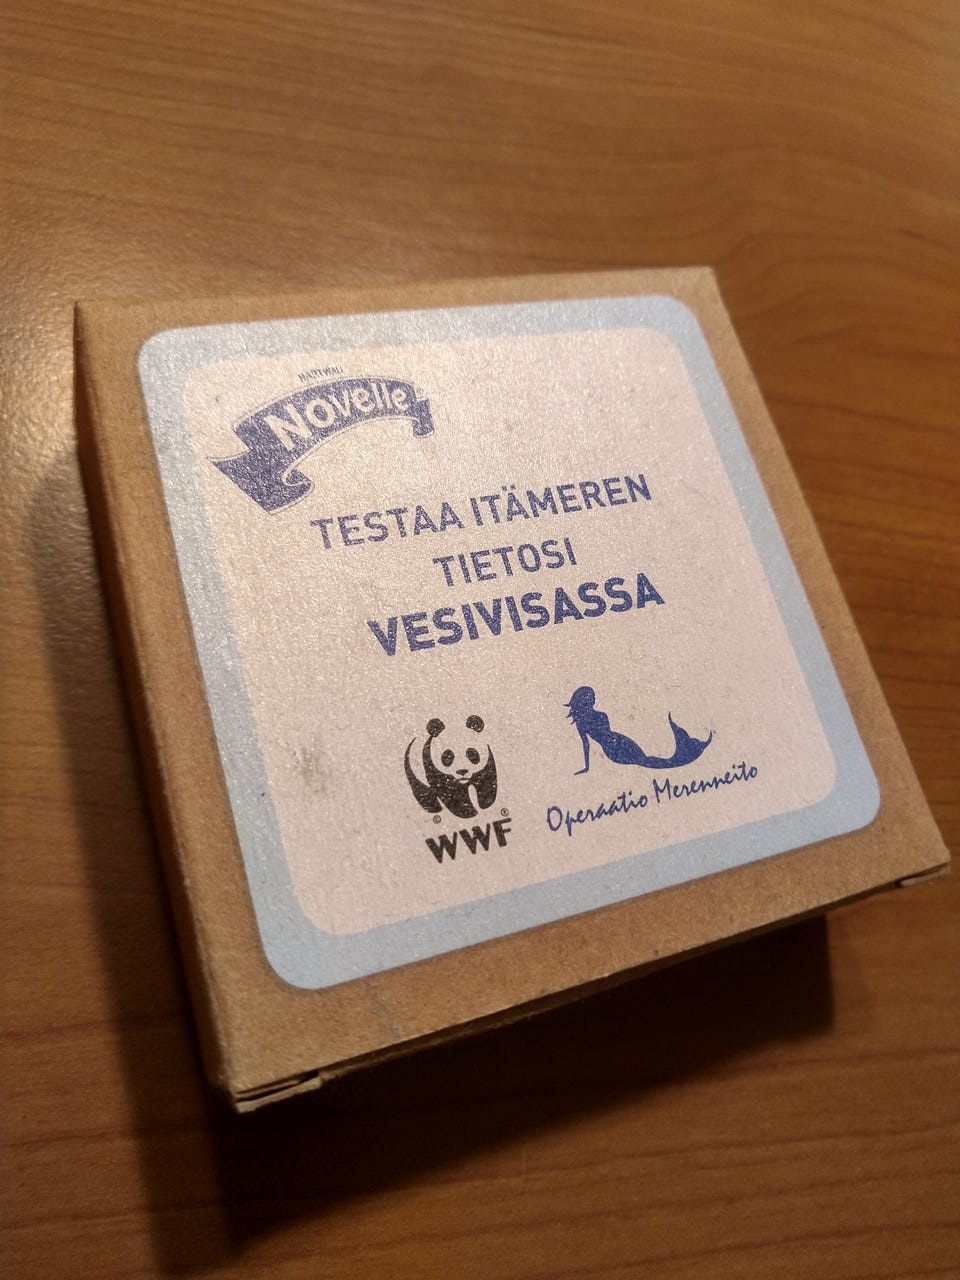 HARTWALL
Novelle
TESTAA ITÄMEREN
TIETOSI
VESIVISASSA
© ®
WWF
Operaatio Merenneito